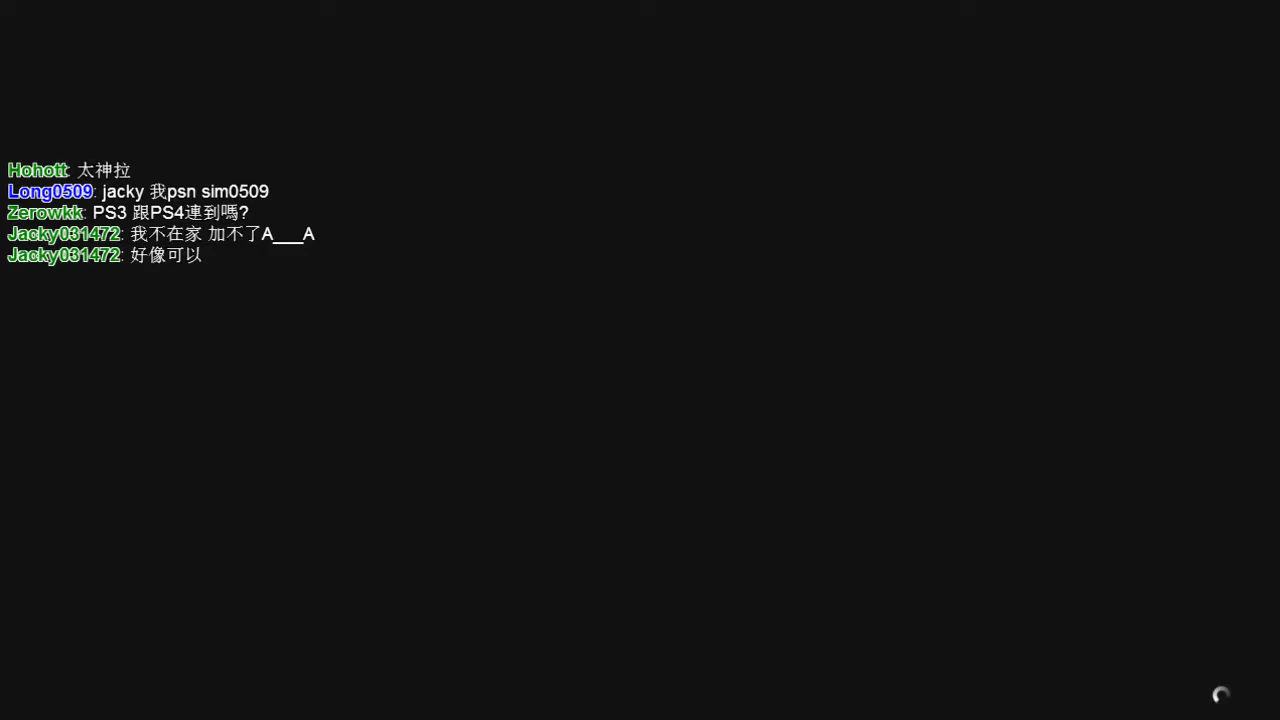 Hohott: 太神拉
Long0509: jacky 我psn sim0509
Zerowkk: PS3 跟PS4連到嗎?
Jacky031472: 我不在家 加不了A___A
Jacky031472: 好像可以